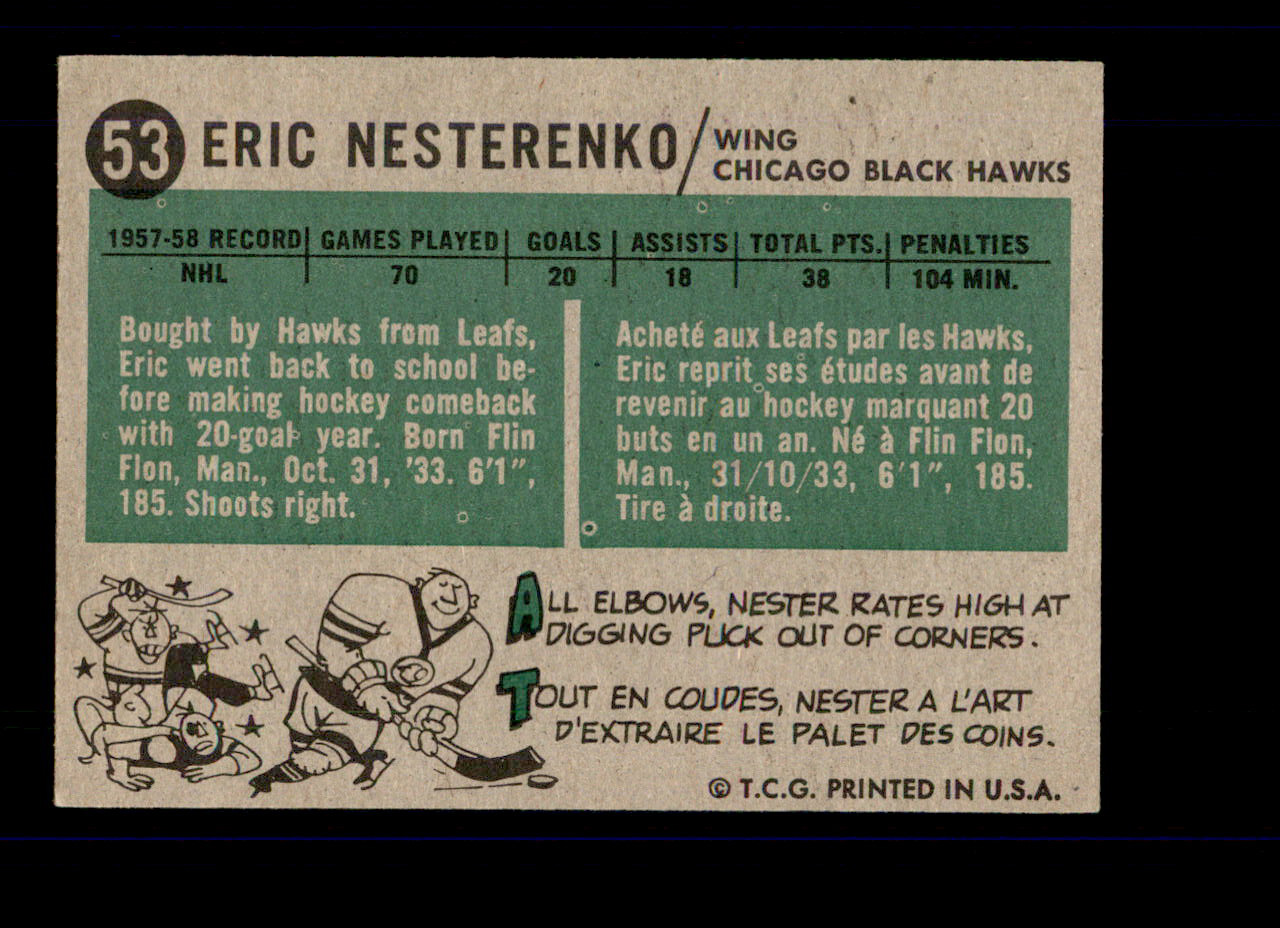 53 ERIC NESTERENKO / WING
CHICAGO BLACK HAWKS
1957-58 RECORD GAMES PLAYED GOALS ASSISTS TOTAL PTS. PENALTIES
NHL 70 20 18 38 104 MIN.
Bought by Hawks from Leafs,
Eric went back to school be-
fore making hockey comeback
with 20-goal year. Born Flin
Flon, Man., Oct. 31, '33. 6'1",
185. Shoots right.
Acheté aux Leafs par les Hawks,
Eric reprit ses études avant de
revenir au hockey marquant 20
buts en un an. Né à Flin Flon,
Man., 31/10/33, 6'1", 185.
Tire à droite.
ALL ELBOWS, NESTER RATES HIGH AT
DIGGING PUCK OUT OF CORNERS.
TOUT EN COUDES, NESTER A L'ART
D'EXTRAIRE LE PALET DES COINS.
© T.C.G. PRINTED IN U.S.A.